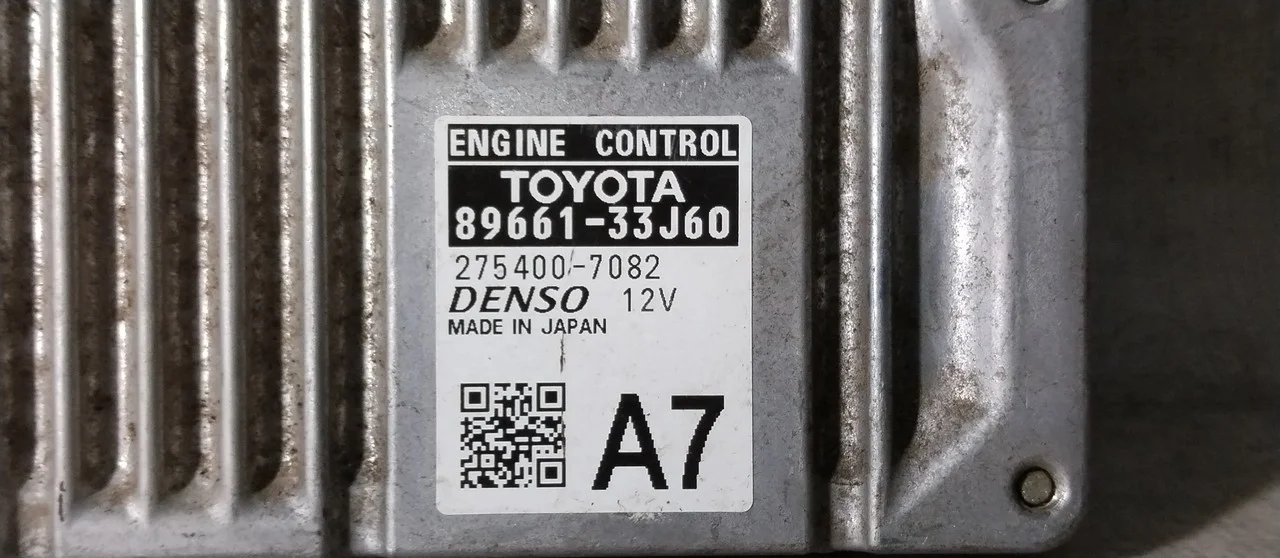 ENGINE CONTROL
TOYOTA
89661-33J60
275400-7082
DENSO 12V
MADE IN JAPAN
A7